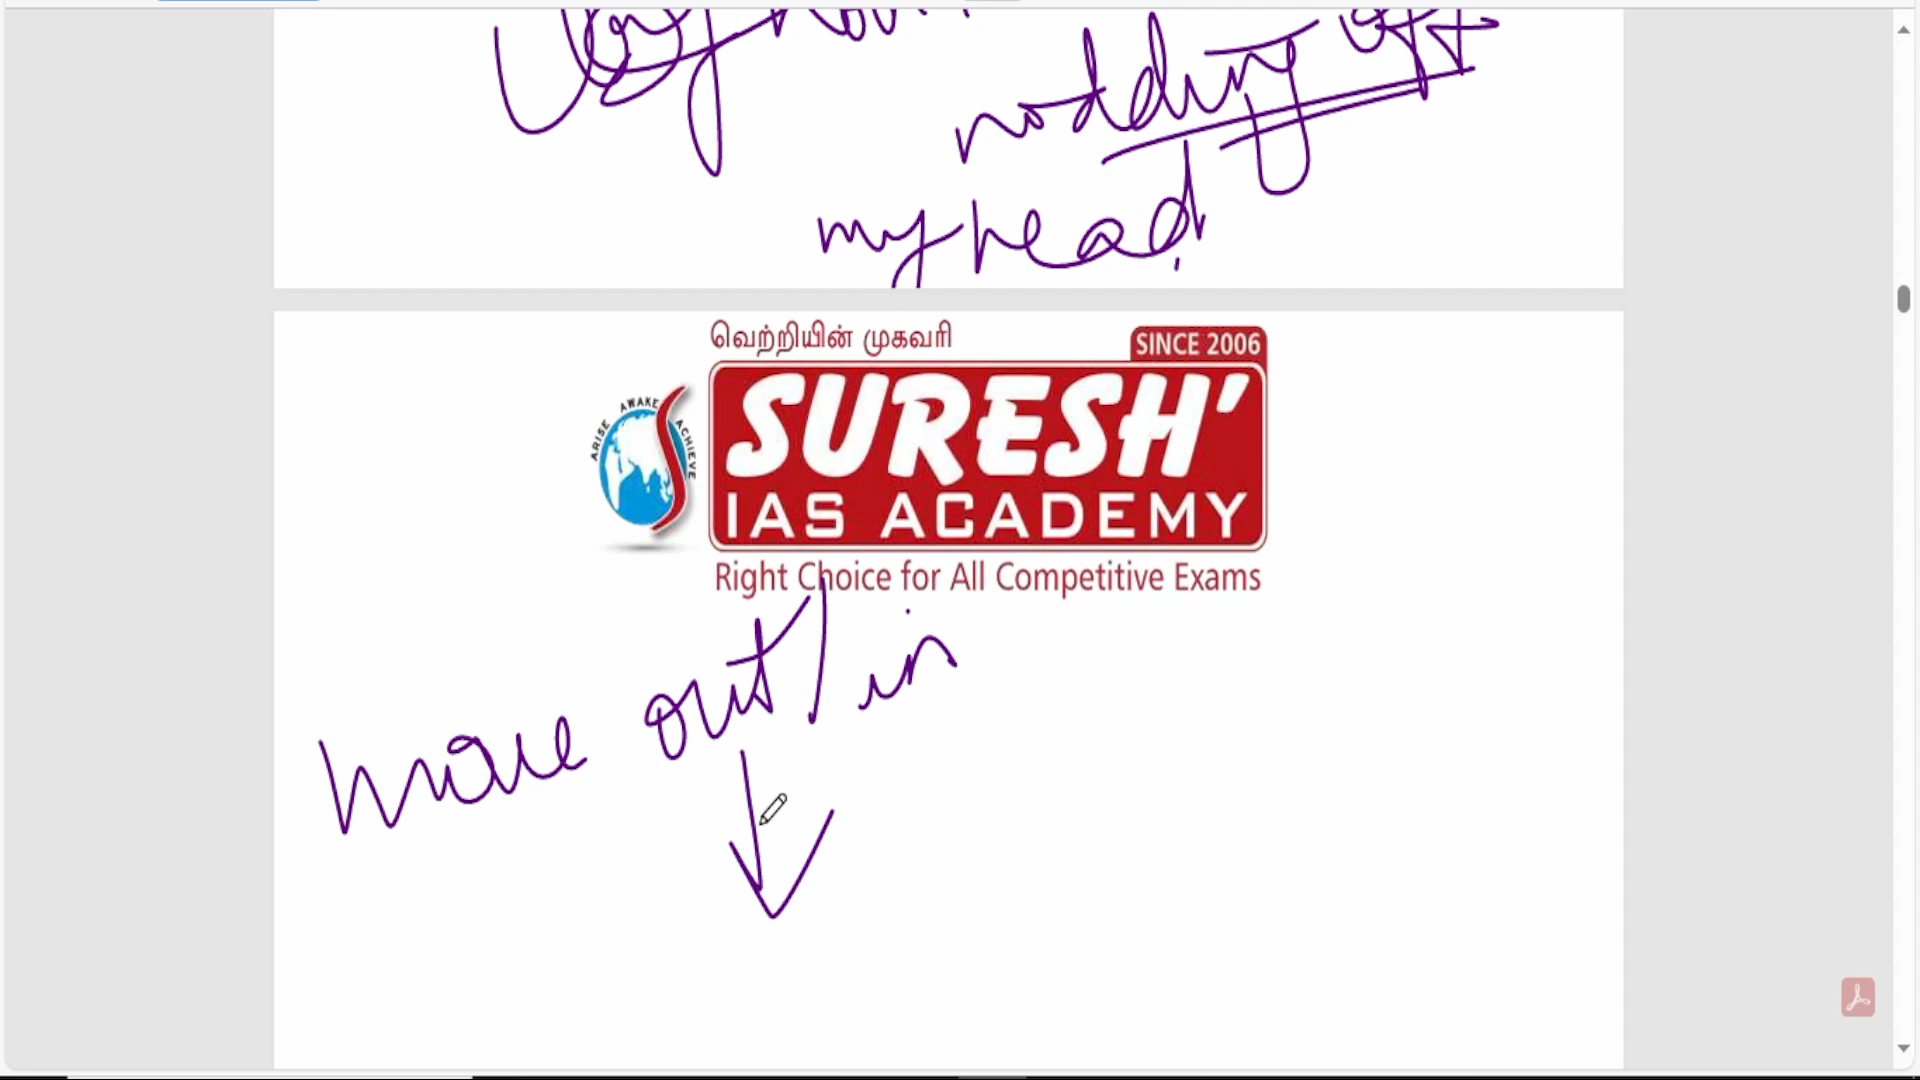 nodding off
my head
வெற்றியின் முகவரி
SINCE 2006
ARISE AWAKE ACHIEVE
SURESH'
IAS ACADEMY
Right Choice for All Competitive Exams
move out/in